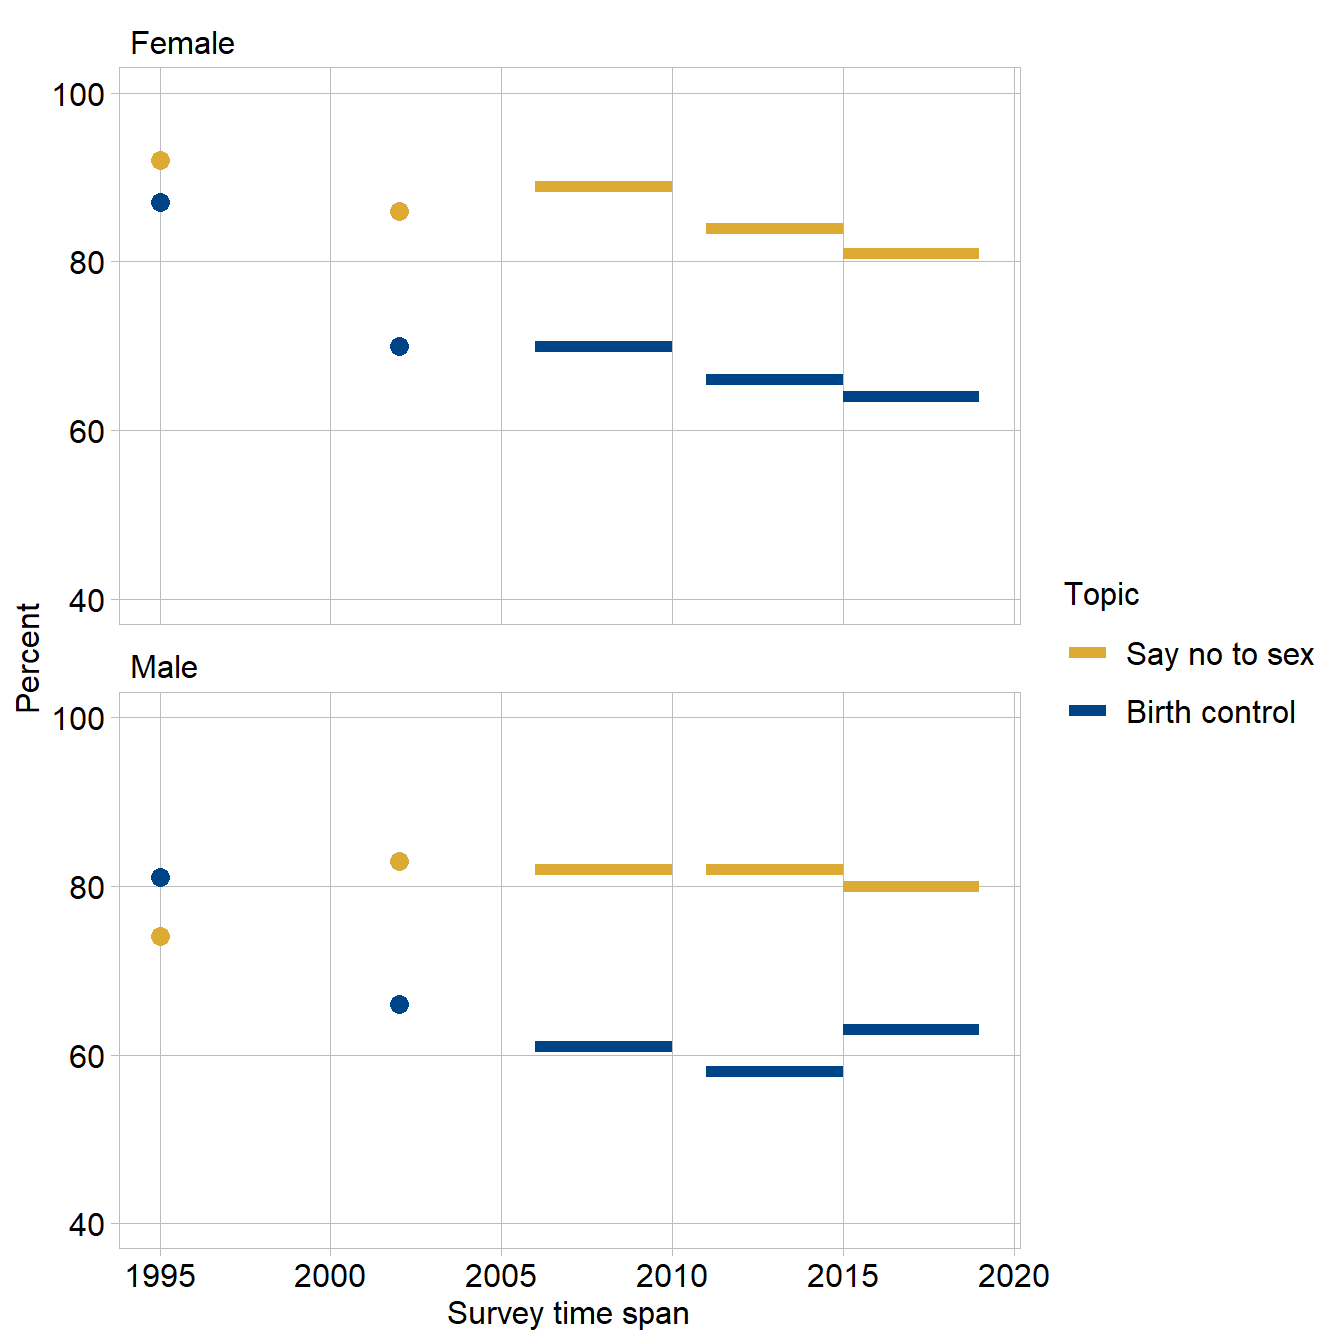 Female
100
80
60
40
Percent
Male
100
80
60
40
1995 2000 2005 2010 2015 2020
Survey time span
Topic
Say no to sex
Birth control